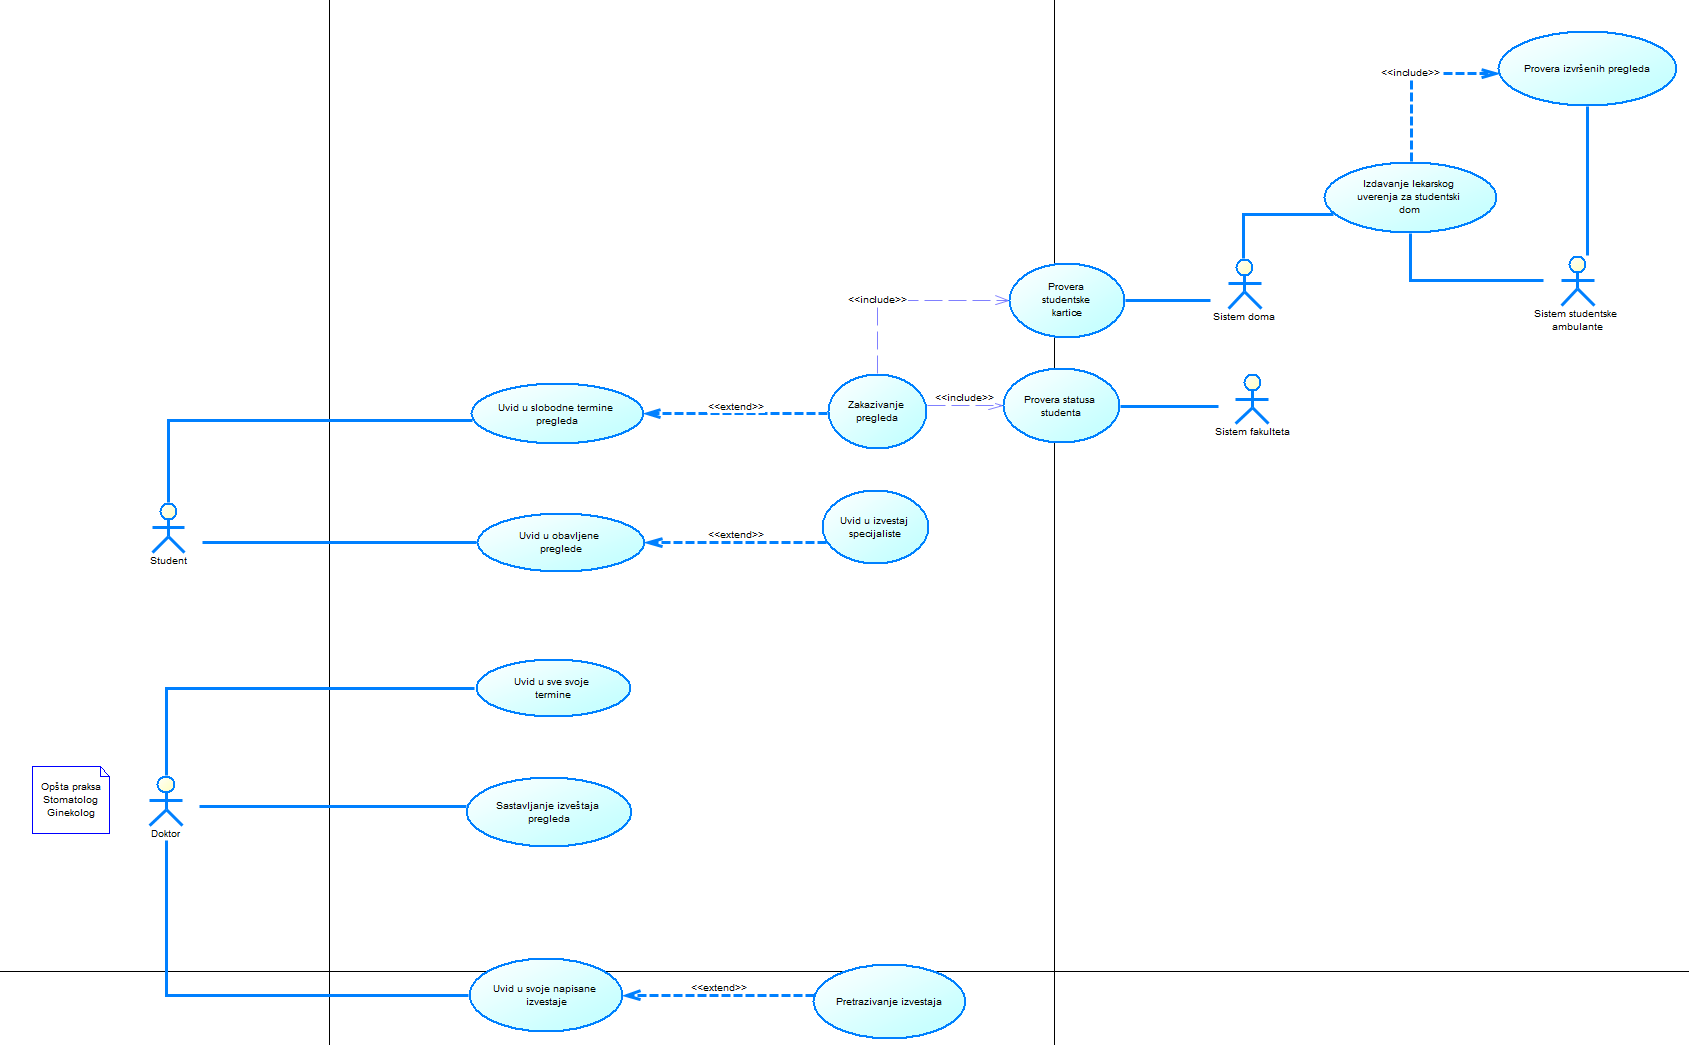 <<include>>
Provera izvršenih pregleda
Izdavanje lekarskog
uverenja za studentski
dom
<<include>>
Provera
studentske
kartice
Sistem doma
Sistem studentske
ambulante
Uvid u slobodne termine
pregleda
<<extend>>
Zakazivanje
pregleda
<<include>>
Provera statusa
studenta
Sistem fakulteta
Student
Uvid u obavljene
preglede
<<extend>>
Uvid u izvestaj
specijaliste
Uvid u sve svoje
termine
Opšta praksa
Stomatolog
Ginekolog
Doktor
Sastavljanje izveštaja
pregleda
Uvid u svoje napisane
izvestaje
<<extend>>
Pretrazivanje izvestaja